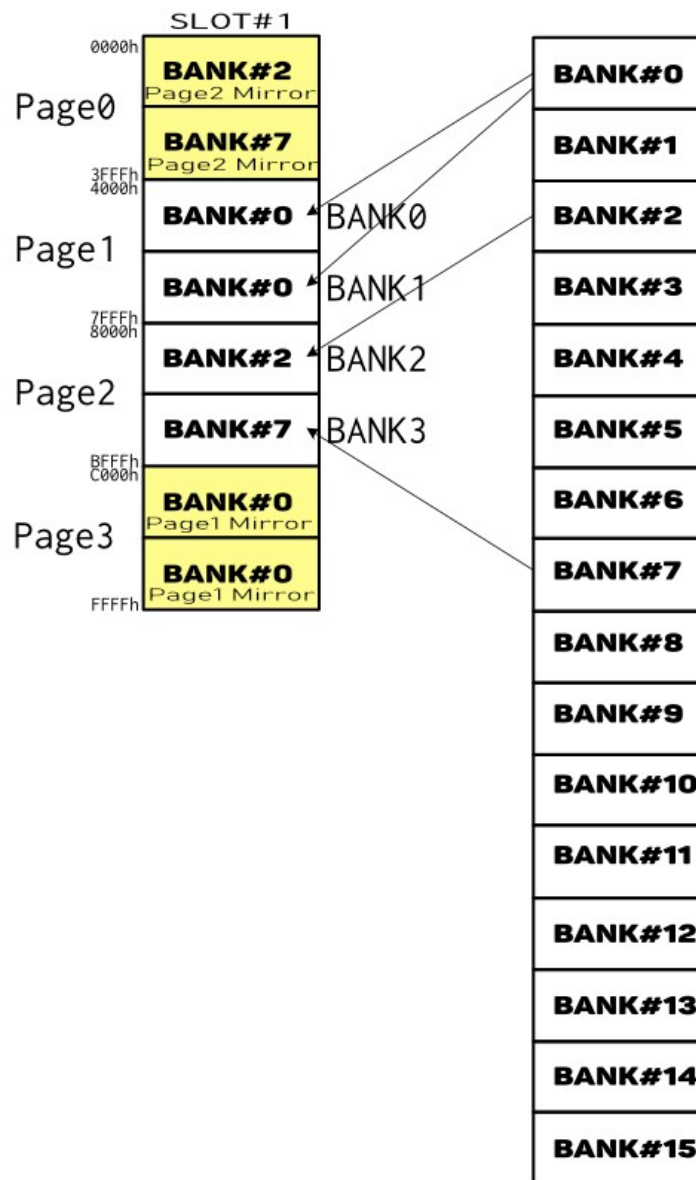 SLOT#1
0000h
BANK#2
Page2 Mirror
Page0
BANK#7
Page2 Mirror
3FFFh
4000h
BANK#0
BANK0
Page1
BANK#0
BANK1
7FFFh
8000h
BANK#2
BANK2
Page2
BANK#7
BANK3
BFFFh
C000h
BANK#0
Page1 Mirror
Page3
BANK#0
Page1 Mirror
FFFFh
BANK#0
BANK#1
BANK#2
BANK#3
BANK#4
BANK#5
BANK#6
BANK#7
BANK#8
BANK#9
BANK#10
BANK#11
BANK#12
BANK#13
BANK#14
BANK#15